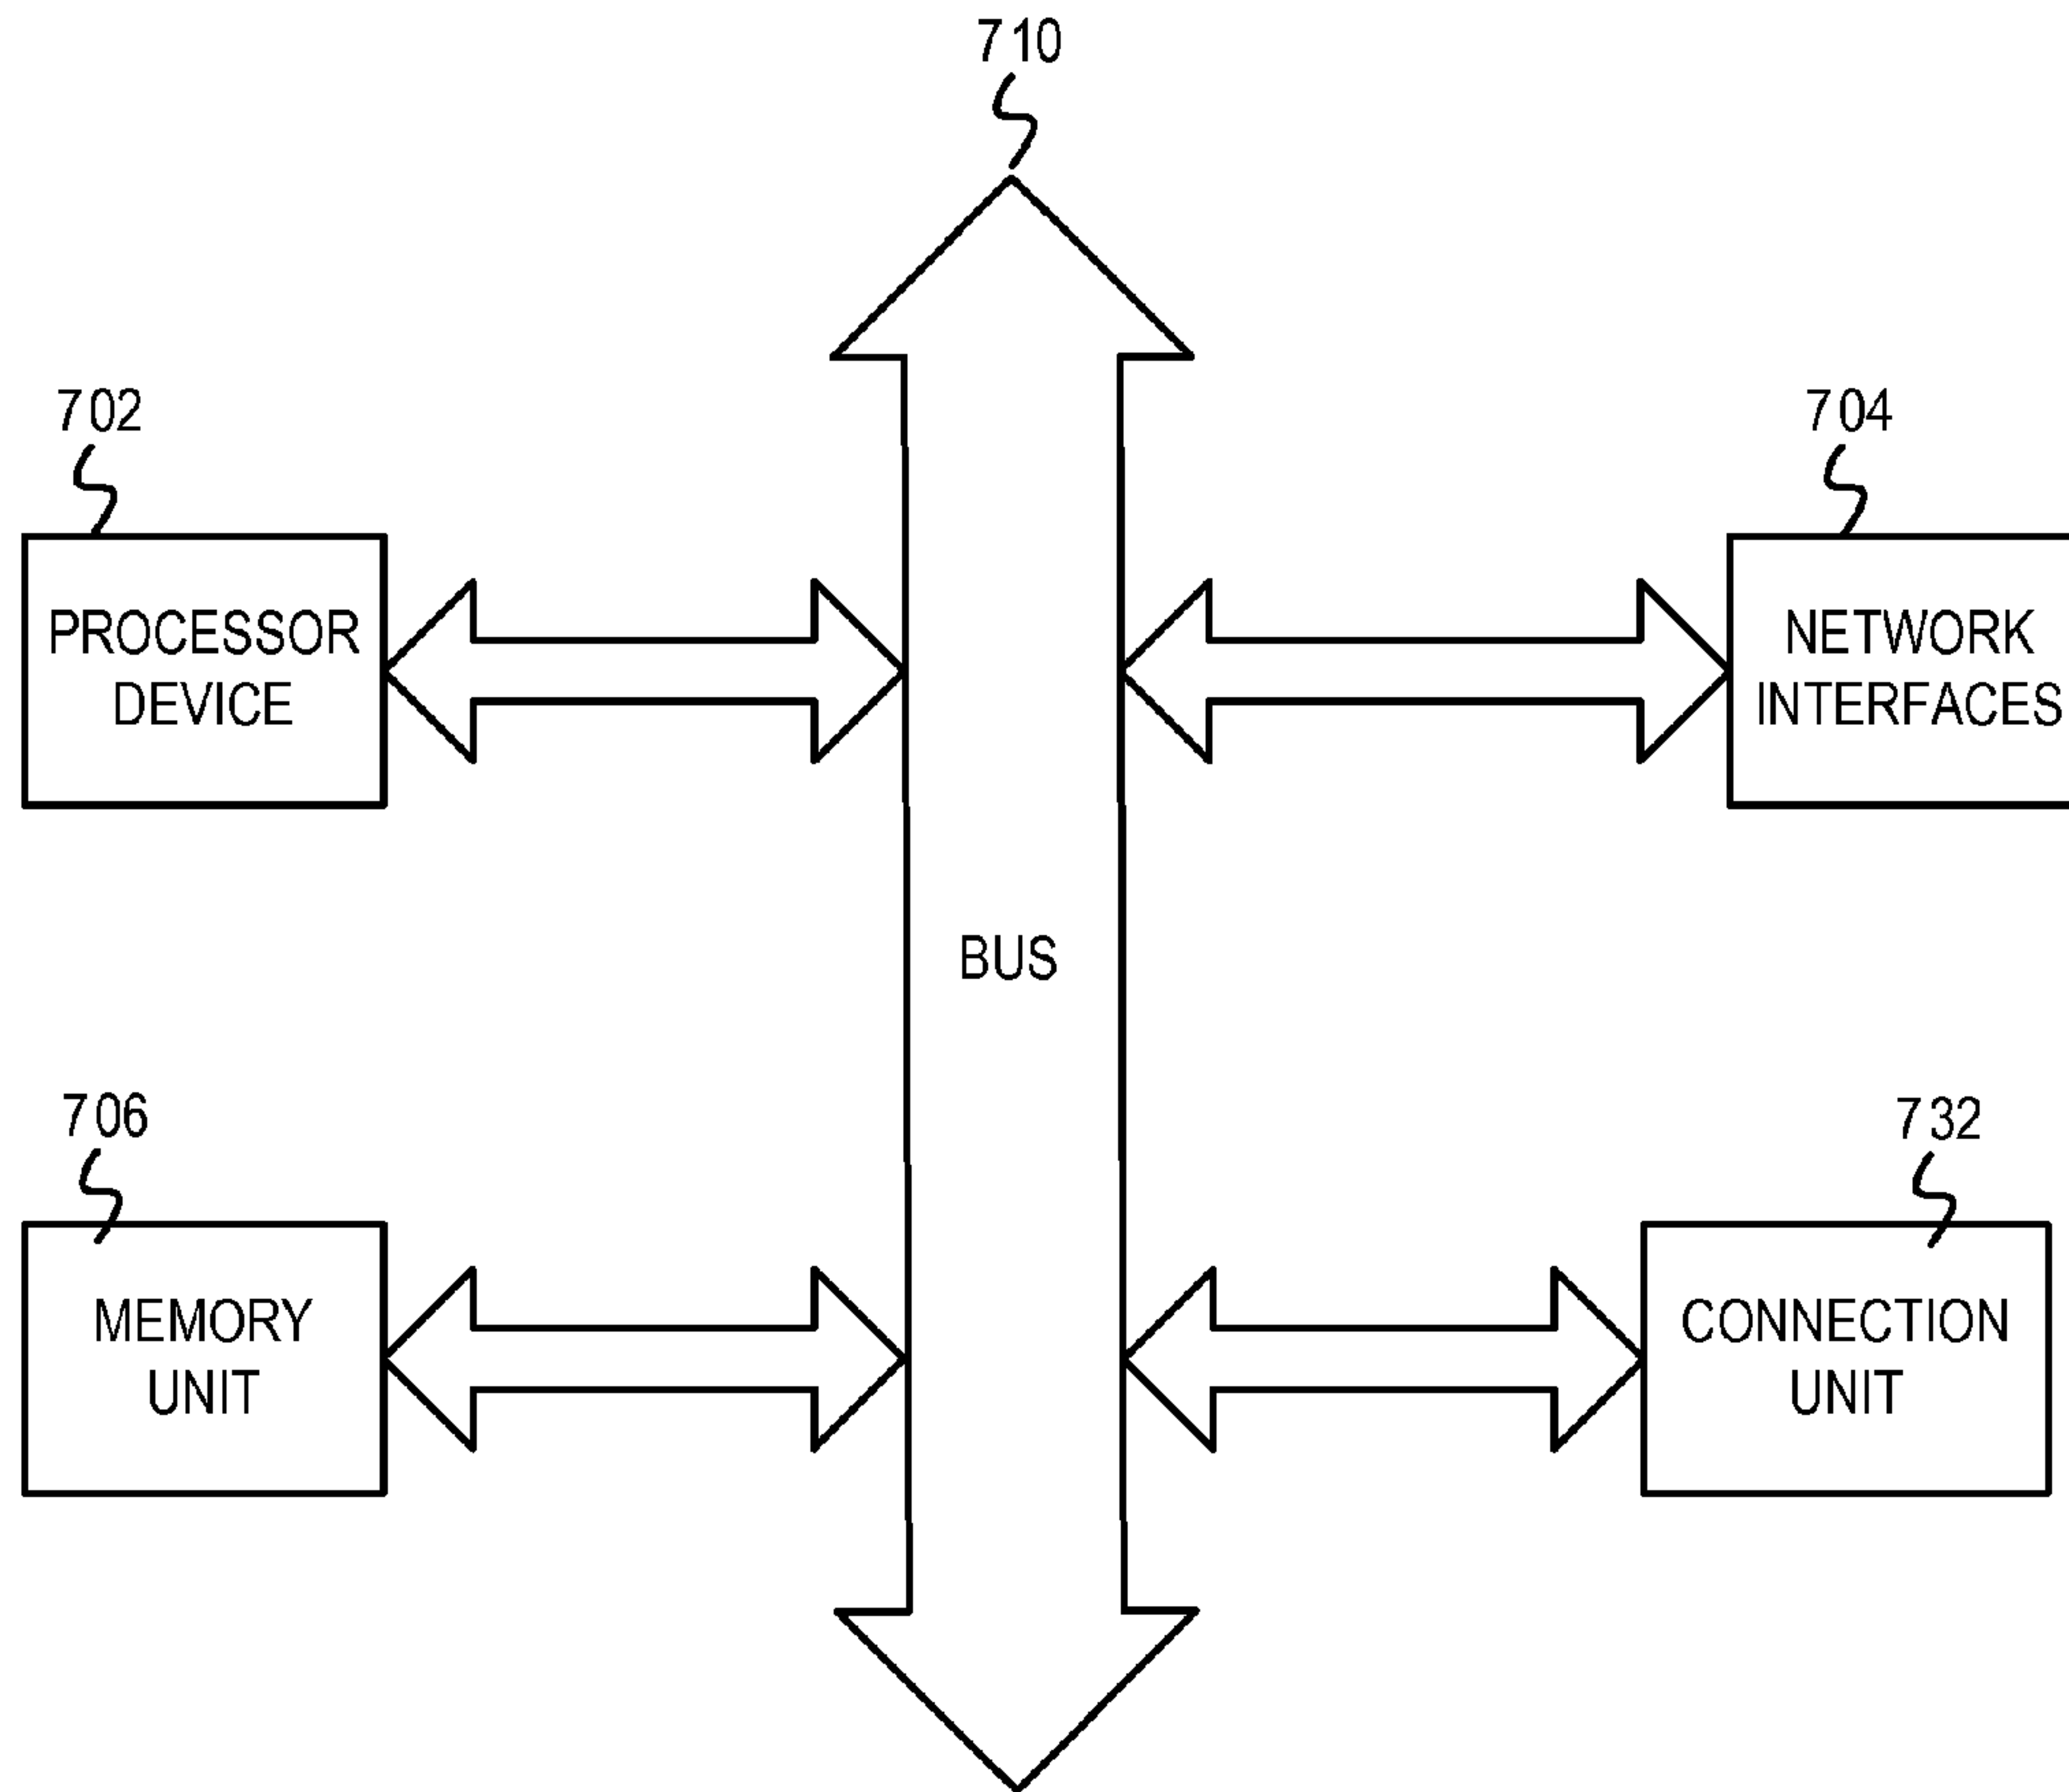 710
702
704
PROCESSOR
DEVICE
NETWORK
INTERFACES
BUS
706
732
MEMORY
UNIT
CONNECTION
UNIT